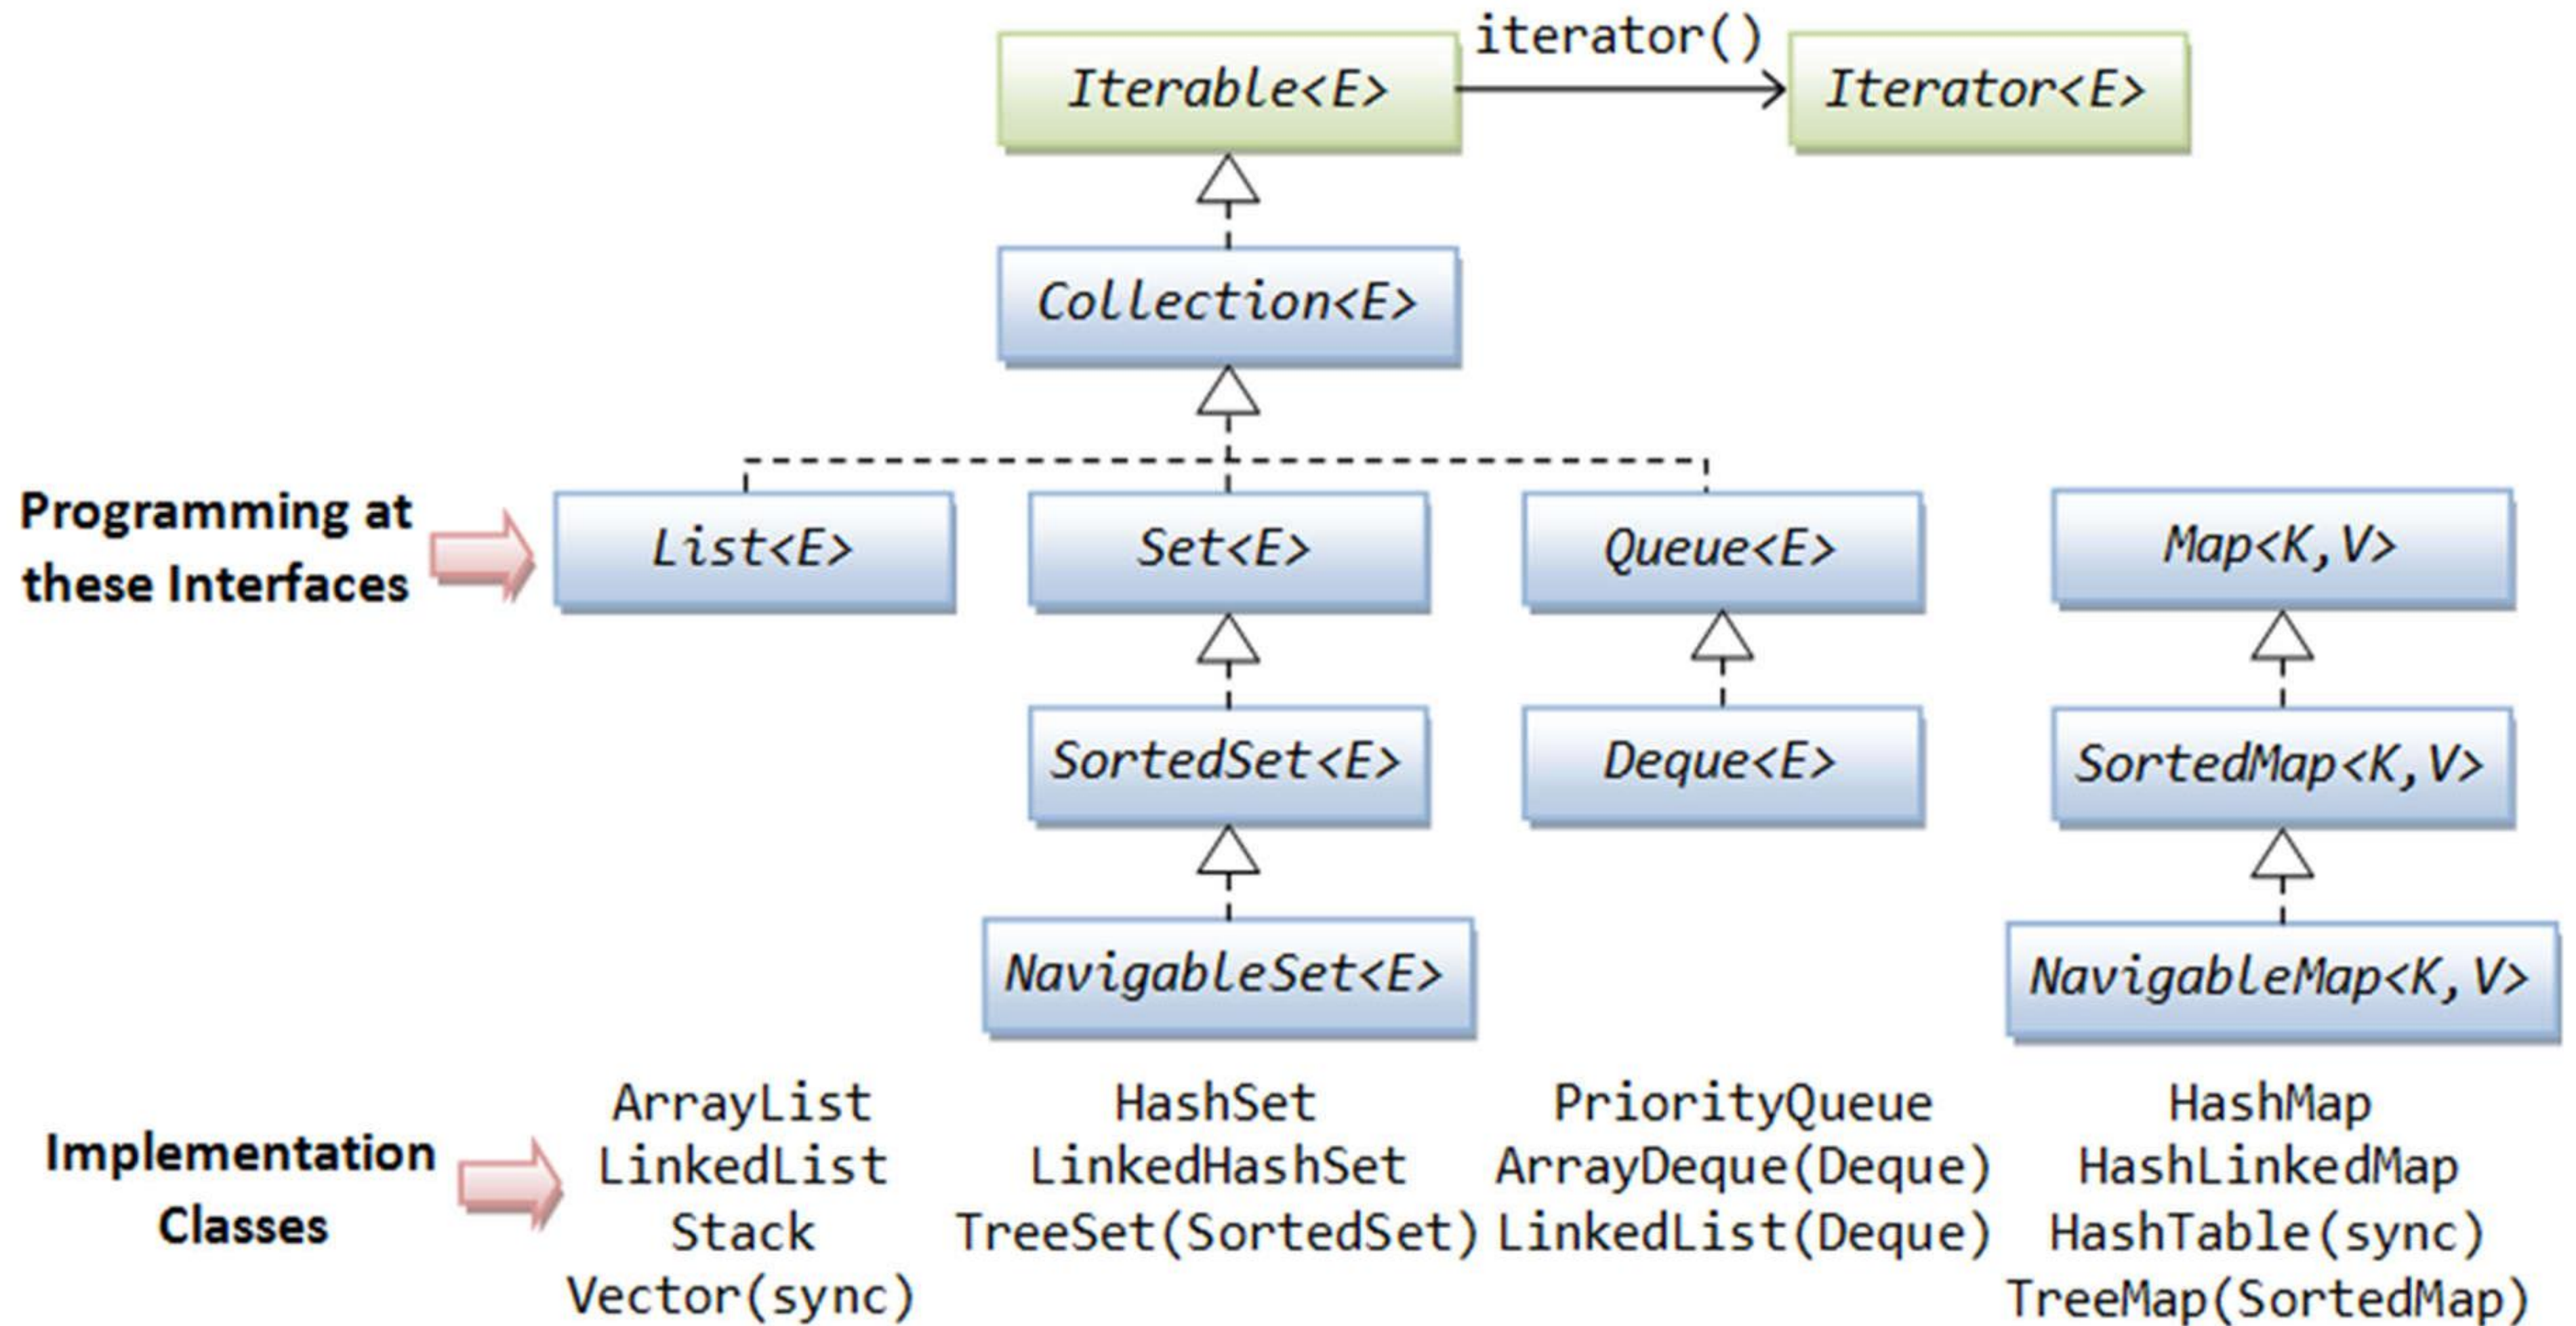 iterator()
Iterable<E>
Iterator<E>
Collection<E>
Programming at
these Interfaces
List<E>
Set<E>
Queue<E>
Map<K,V>
SortedSet<E>
Deque<E>
SortedMap<K,V>
NavigableSet<E>
NavigableMap<K,V>
Implementation
Classes
ArrayList
LinkedList
Stack
Vector(sync)
HashSet
LinkedHashSet
TreeSet(SortedSet)
PriorityQueue
ArrayDeque(Deque)
LinkedList(Deque)
HashMap
HashLinkedMap
HashTable(sync)
TreeMap(SortedMap)